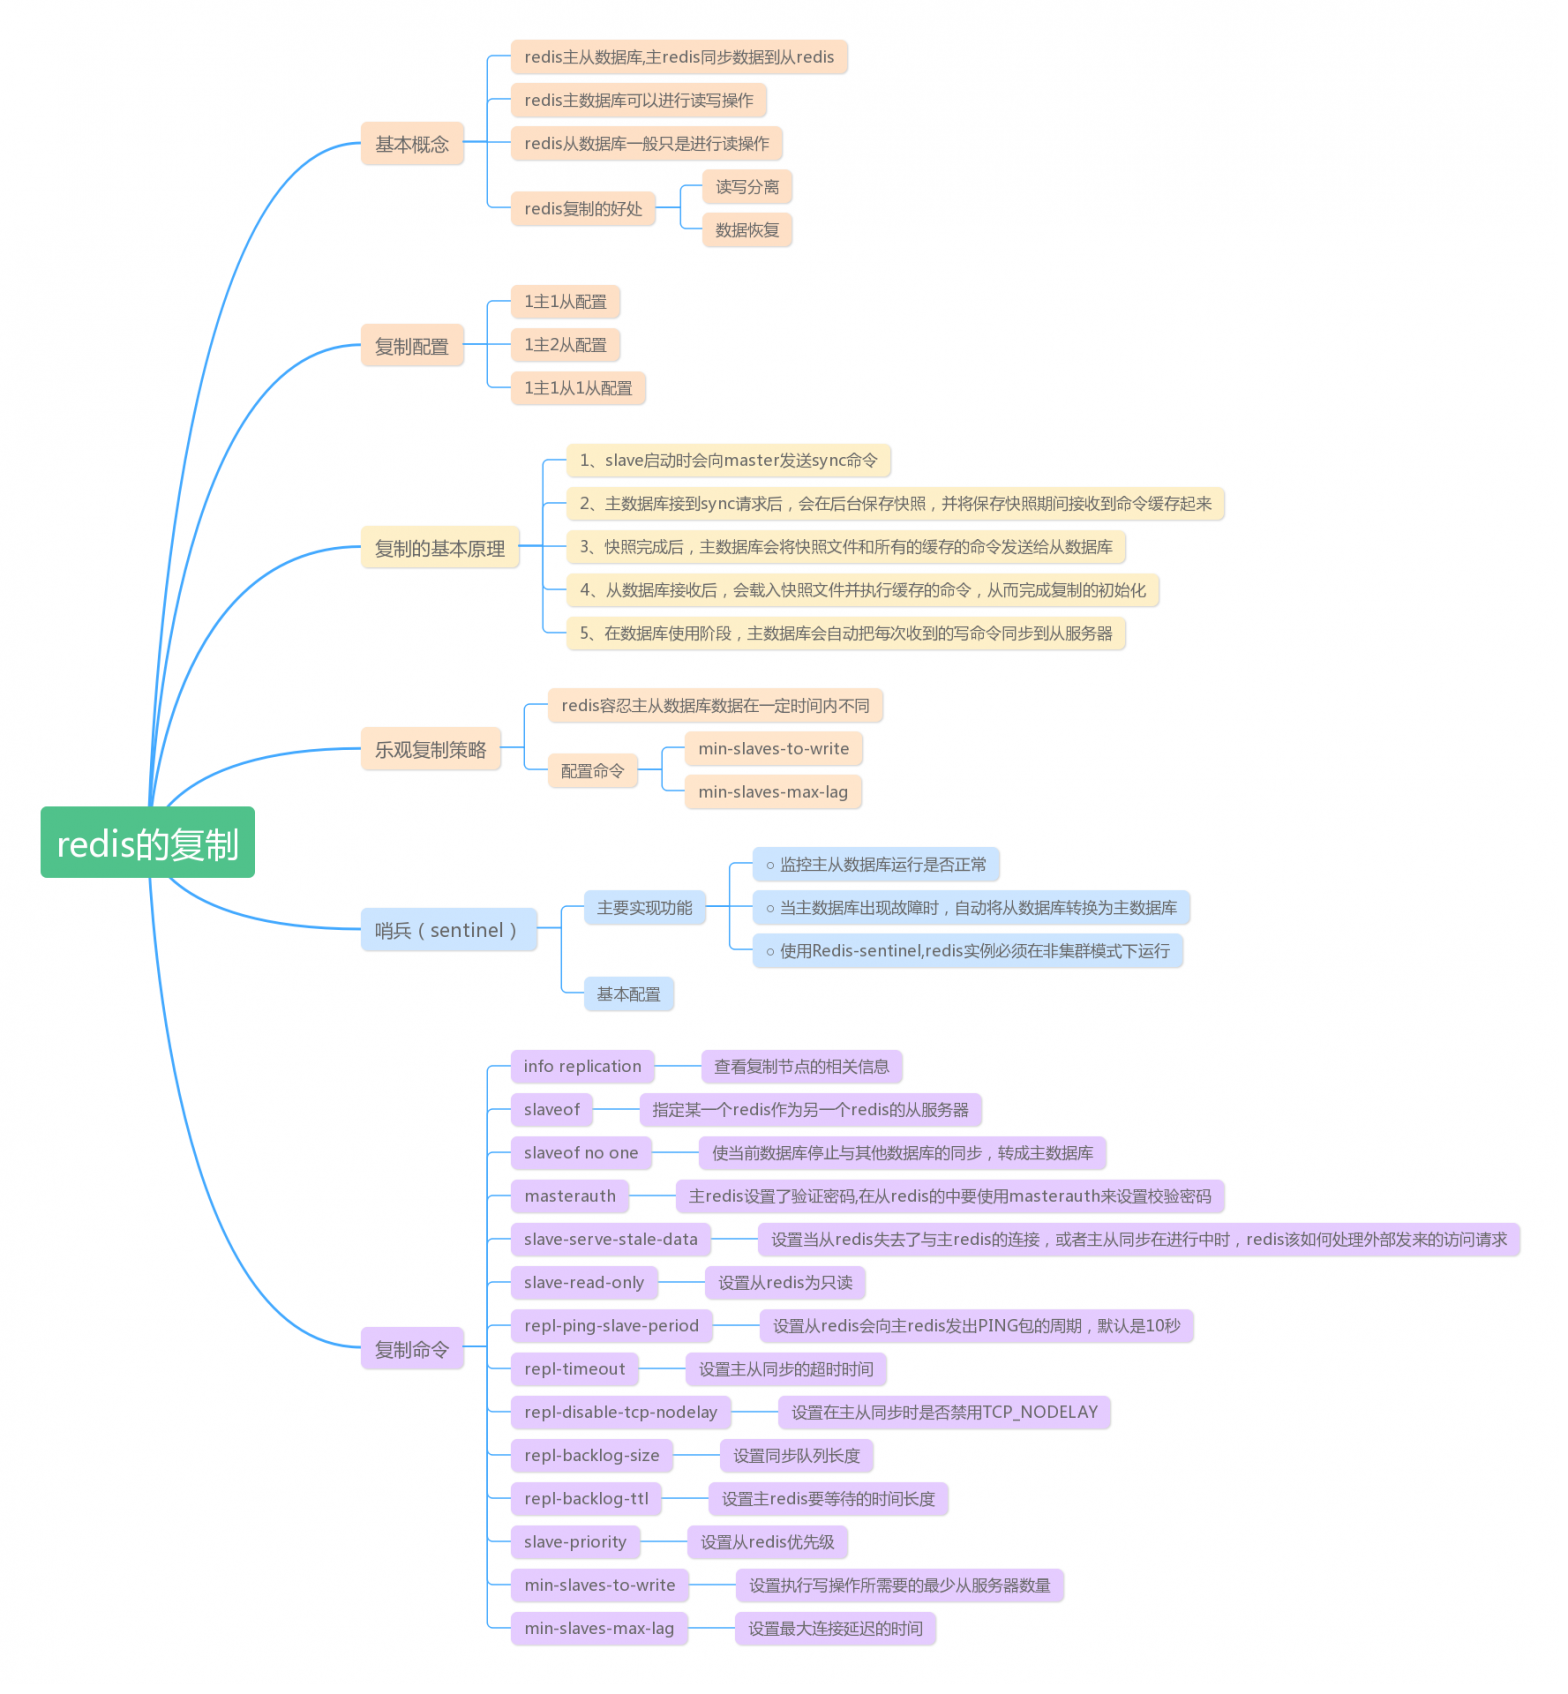 redis的复制
基本概念
redis主从数据库,主redis同步数据到从redis
redis主数据库可以进行读写操作
redis从数据库一般只是进行读操作
redis复制的好处
读写分离
数据恢复
复制配置
1主1从配置
1主2从配置
1主1从1从配置
复制的基本原理
1、slave启动时会向master发送sync命令
2、主数据库接到sync请求后，会在后台保存快照，并将保存快照期间接收到命令缓存起来
3、快照完成后，主数据库会将快照文件和所有的缓存的命令发送给从数据库
4、从数据库接收后，会载入快照文件并执行缓存的命令，从而完成复制的初始化
5、在数据库使用阶段，主数据库会自动把每次收到的写命令同步到从服务器
乐观复制策略
redis容忍主从数据库数据在一定时间内不同
配置命令
min-slaves-to-write
min-slaves-max-lag
哨兵（sentinel）
主要实现功能
○ 监控主从数据库运行是否正常
○ 当主数据库出现故障时，自动将从数据库转换为主数据库
○ 使用Redis-sentinel,redis实例必须在非集群模式下运行
基本配置
复制命令
info replication
查看复制节点的相关信息
slaveof
指定某一个redis作为另一个redis的从服务器
slaveof no one
使当前数据库停止与其他数据库的同步，转成主数据库
masterauth
主redis设置了验证密码,在从redis的中要使用masterauth来设置校验密码
slave-serve-stale-data
设置当从redis失去了与主redis的连接，或者主从同步在进行中时，redis该如何处理外部发来的访问请求
slave-read-only
设置从redis为只读
repl-ping-slave-period
设置从redis会向主redis发出PING包的周期，默认是10秒
repl-timeout
设置主从同步的超时时间
repl-disable-tcp-nodelay
设置在主从同步时是否禁用TCP_NODELAY
repl-backlog-size
设置同步队列长度
repl-backlog-ttl
设置主redis要等待的时间长度
slave-priority
设置从redis优先级
min-slaves-to-write
设置执行写操作所需要的最少从服务器数量
min-slaves-max-lag
设置最大连接延迟的时间